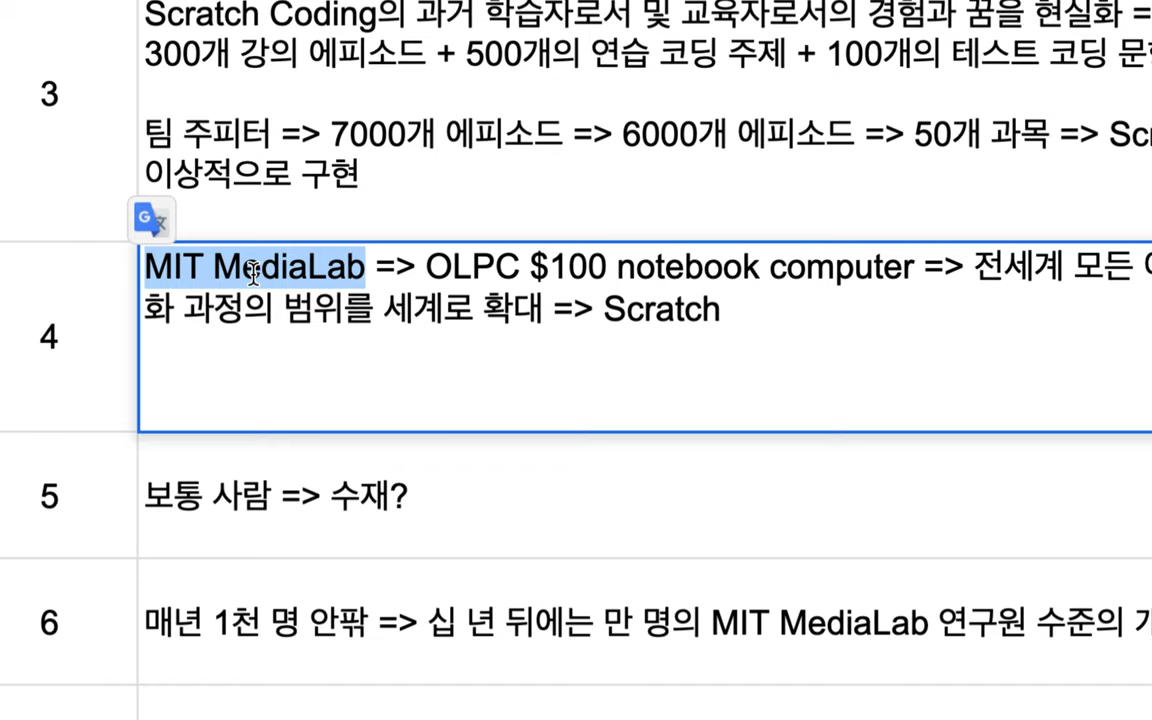 Scratch Coding의 과거 학습자로서 및 교육자로서의 경험과 꿈을 현실화 =
3
300개 강의 에피소드 + 500개의 연습 코딩 주제 + 100개의 테스트 코딩
팀 주피터 => 7000개 에피소드 => 6000개 에피소드 => 50개 과목 =>
이상적으로 구현
4
MIT MediaLab => OLPC $100 notebook computer => 전세계 모든
화 과정의 범위를 세계로 확대 => Scratch
5
보통 사람 => 수재?
6
매년 1천 명 안팎 => 십 년 뒤에는 만 명의 MIT MediaLab 연구원 수준의